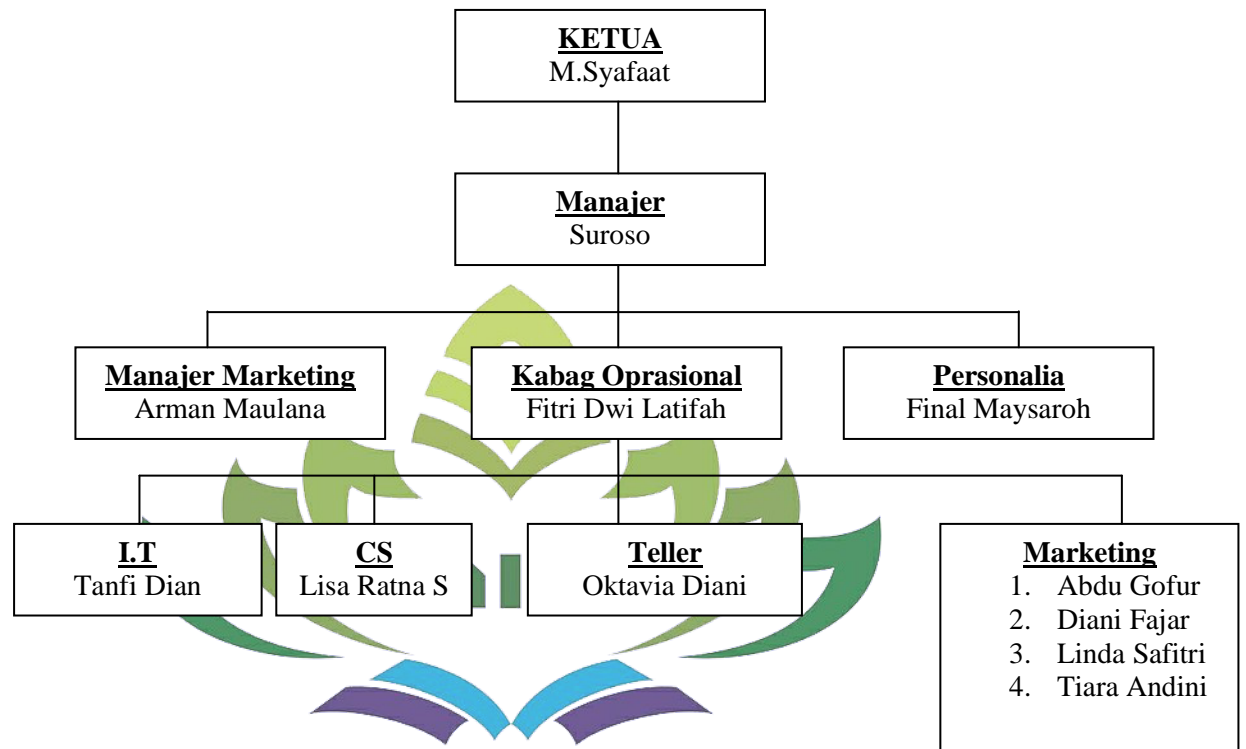 KETUA
M.Syafaat
Manajer
Suroso
Manajer Marketing
Arman Maulana
Kabag Oprasional
Fitri Dwi Latifah
Personalia
Final Maysaroh
I.T
Tanfi Dian
CS
Lisa Ratna S
Teller
Oktavia Diani
Marketing
1. Abdu Gofur
2. Diani Fajar
3. Linda Safitri
4. Tiara Andini